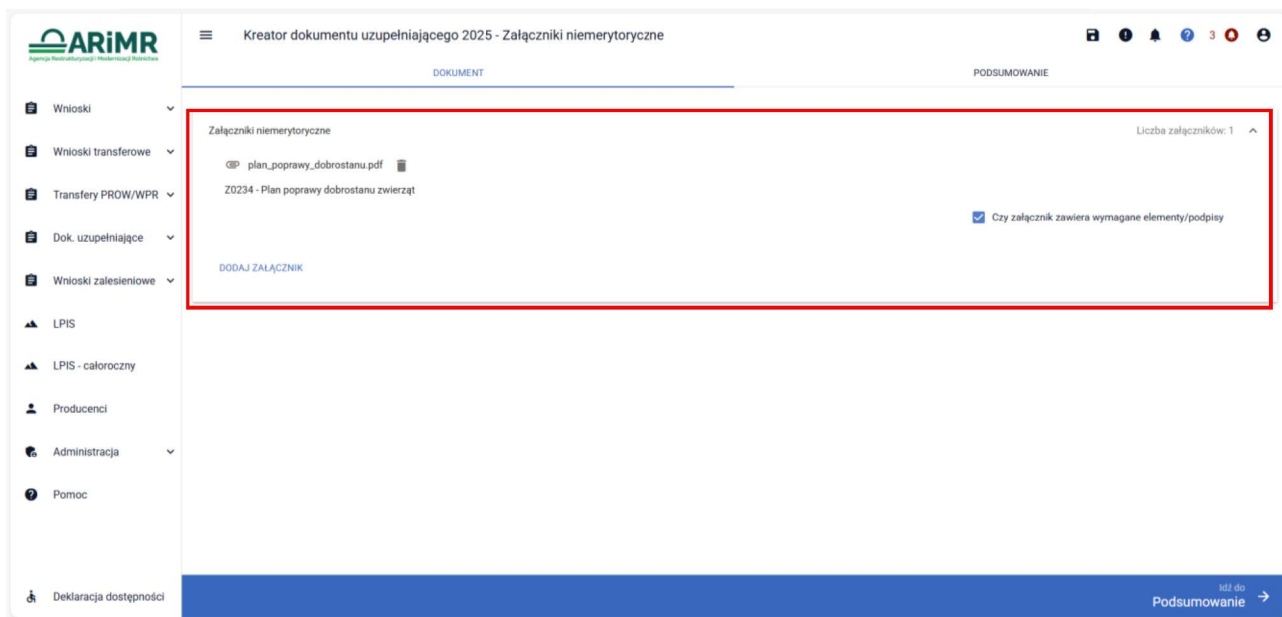 ARiMR
Agencja Restrukturyzacji i Modernizacji Rolnictwa
Kreator dokumentu uzupełniającego 2025 - Załączniki niemerytoryczne
3
DOKUMENT
PODSUMOWANIE
Wnioski
Wnioski transferowe
Transfery PROW/WPR
Dok. uzupełniające
Wnioski zalesieniowe
LPIS
LPIS - całoroczny
Producenci
Administracja
Pomoc
Deklaracja dostępności
Załączniki niemerytoryczne
Liczba załączników: 1
plan_poprawy_dobrostanu.pdf
Z0234 - Plan poprawy dobrostanu zwierząt
Czy załącznik zawiera wymagane elementy/podpisy
DODAJ ZAŁĄCZNIK
Idź do
Podsumowanie